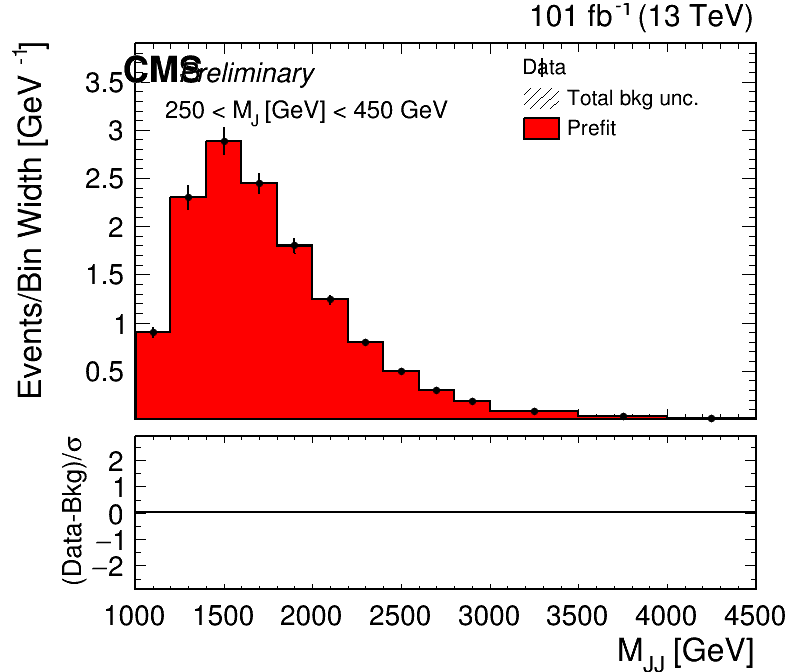 101 fb⁻¹ (13 TeV)
CMS Preliminary
250 < M_J [GeV] < 450 GeV
Data
Total bkg unc.
Prefit
Events/Bin Width [GeV⁻¹]
3.5
3
2.5
2
1.5
1
0.5
(Data-Bkg)/σ
2
1
0
−1
−2
1000 1500 2000 2500 3000 3500 4000 4500
M_JJ [GeV]